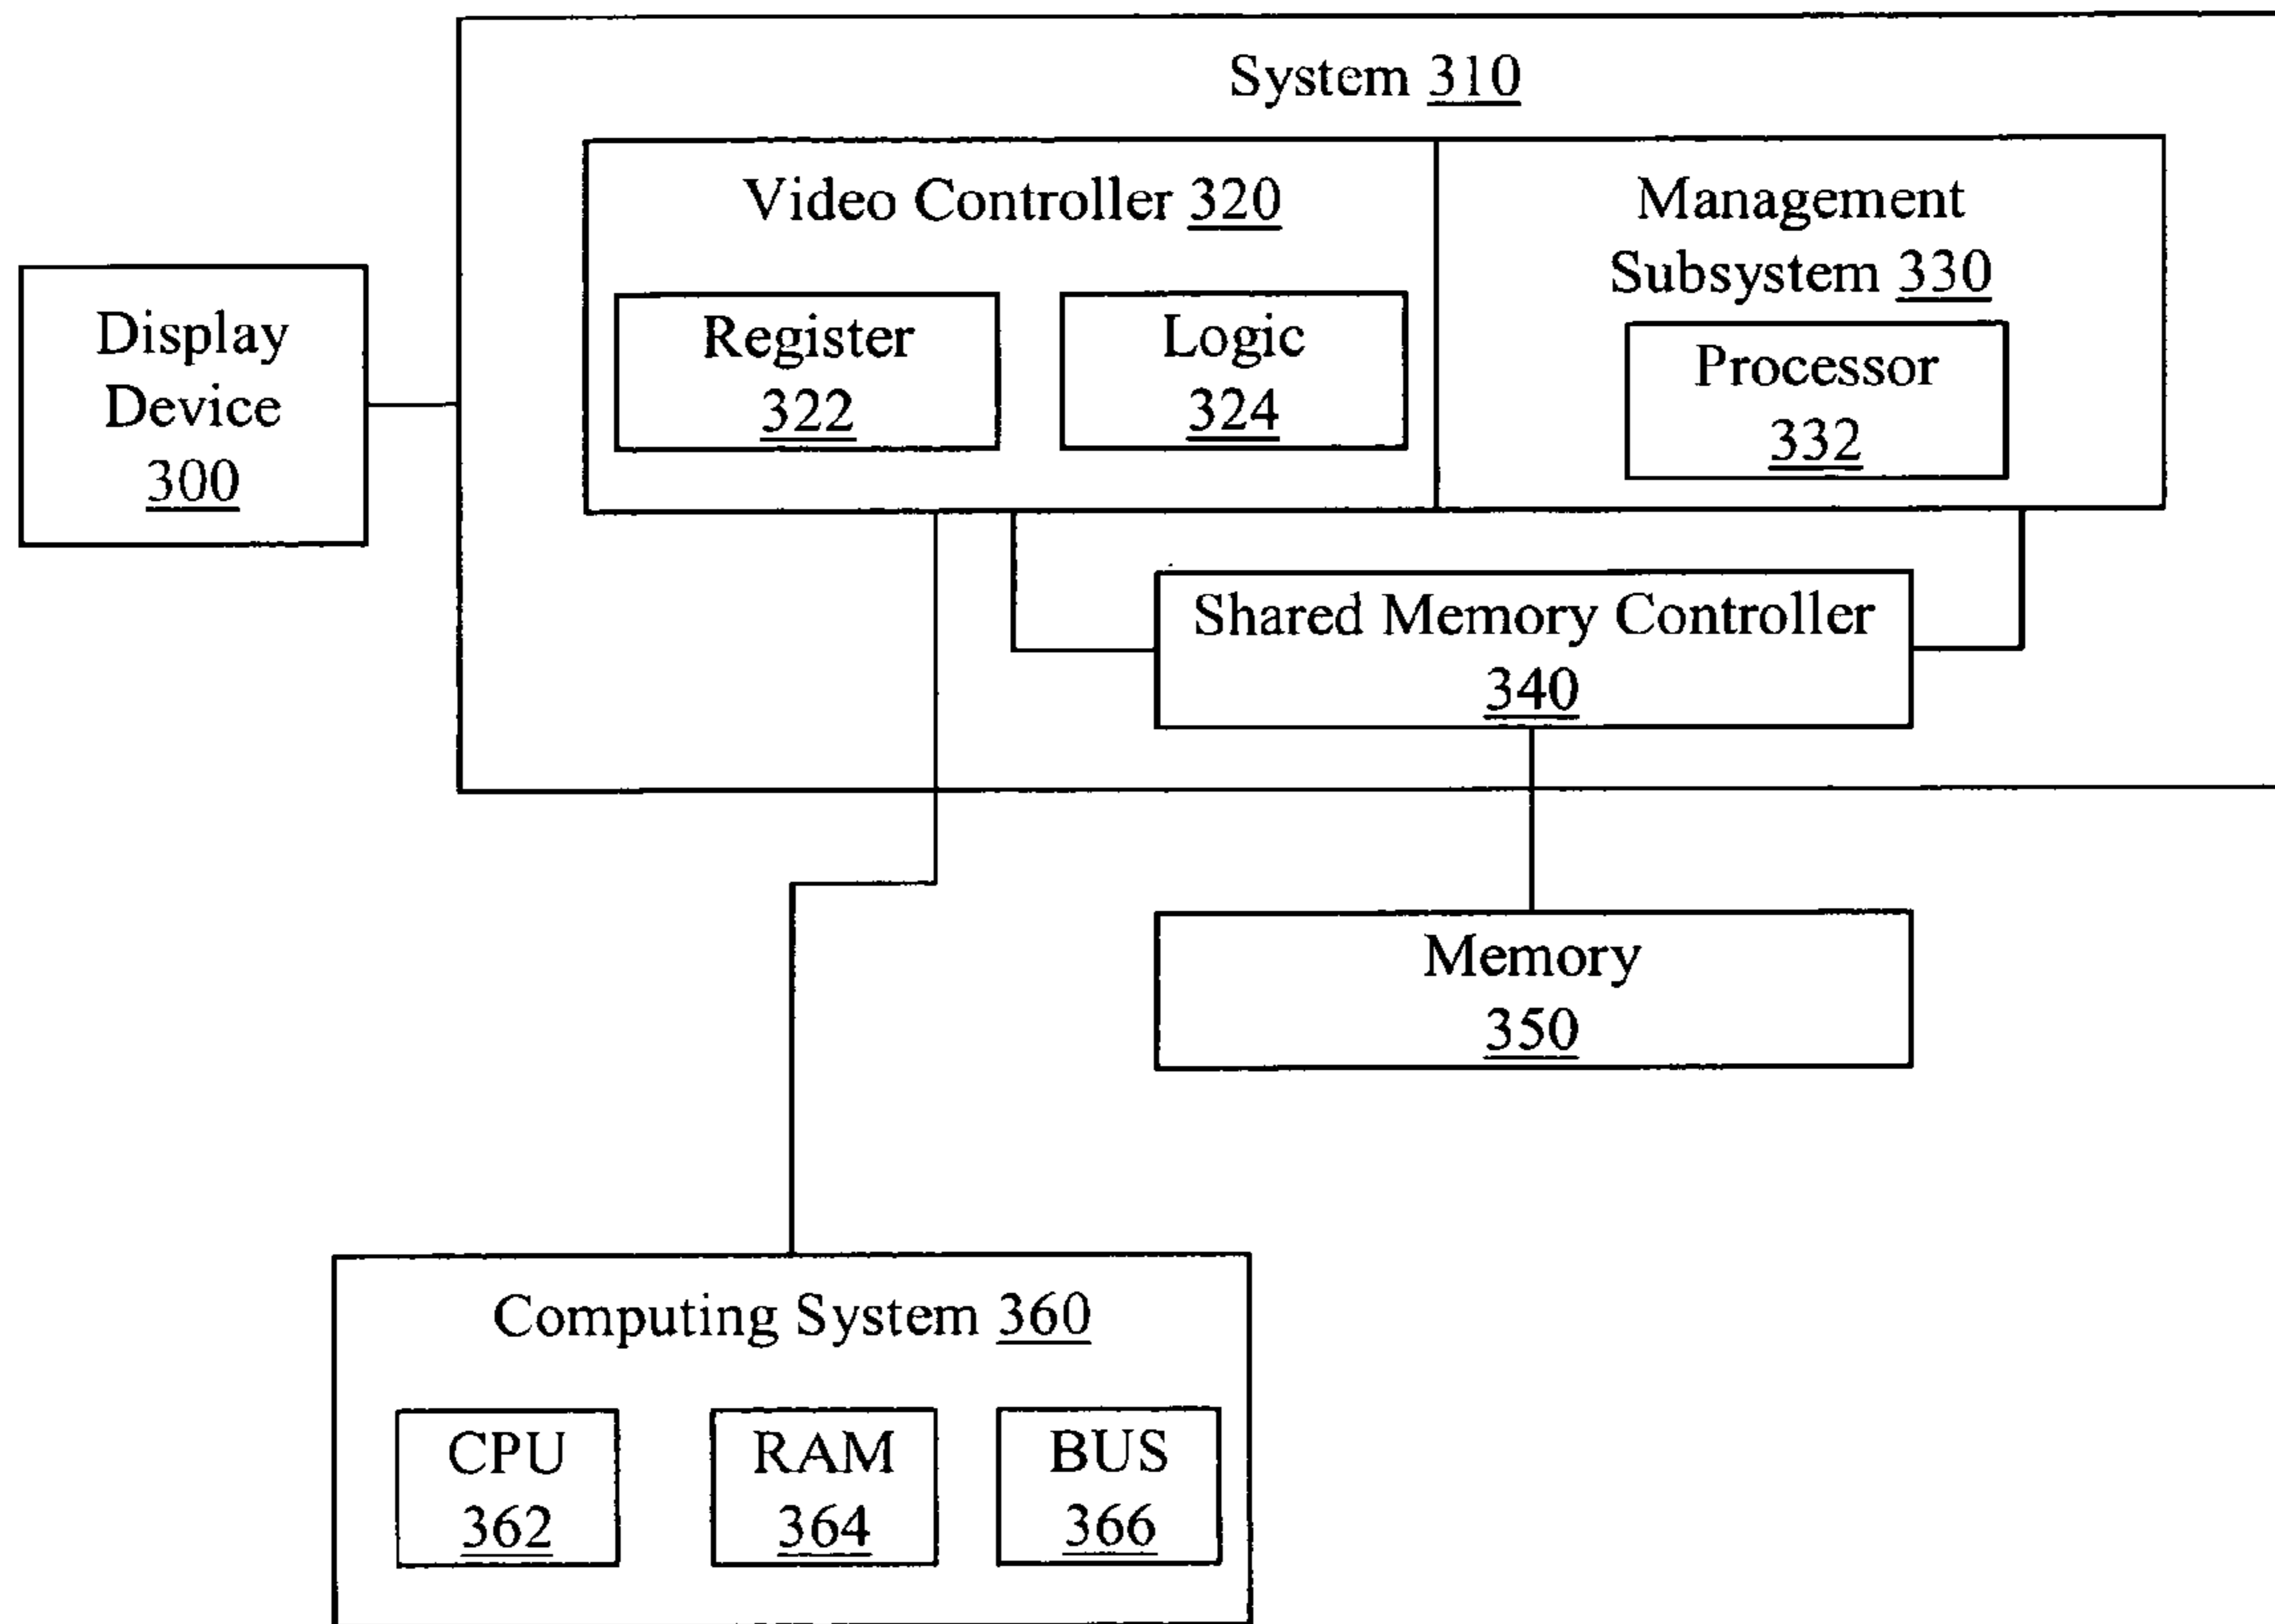 System 310
Video Controller 320
Management
Subsystem 330
Register
322
Logic
324
Processor
332
Display
Device
300
Shared Memory Controller
340
Memory
350
Computing System 360
CPU
362
RAM
364
BUS
366